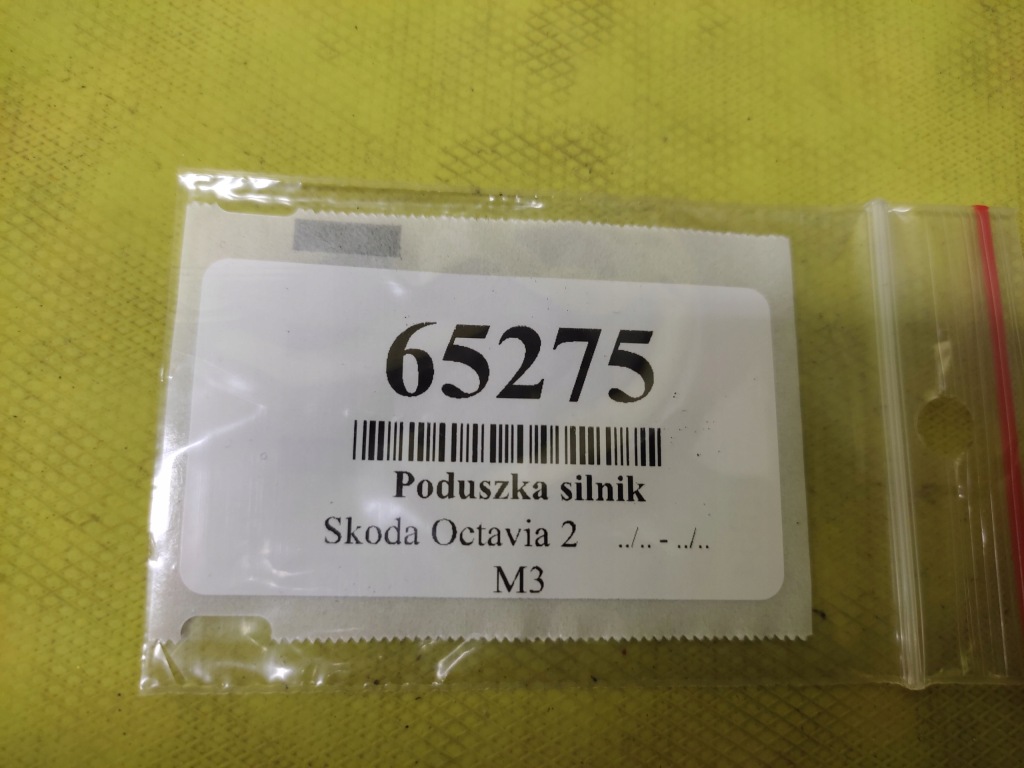 65275
Poduszka silnik
Skoda Octavia 2 ../.. - ../..
M3